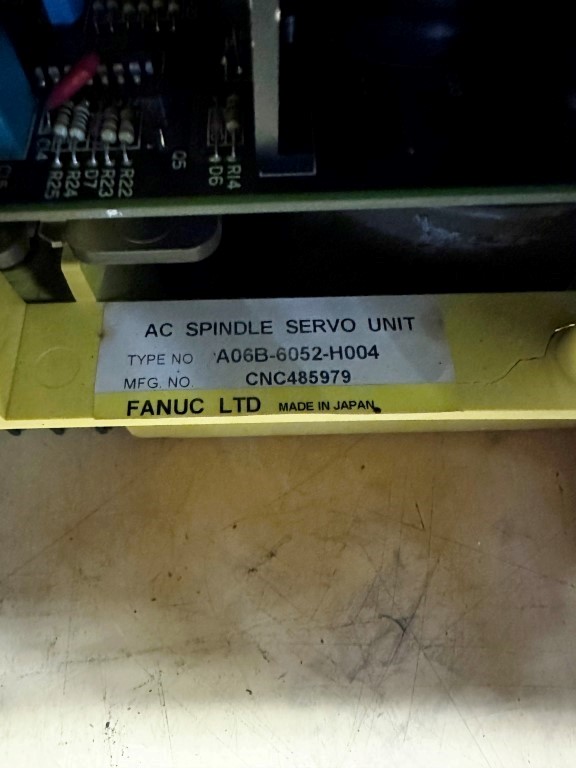 C4
R25
R24
D7
R23
R22
Q5
D6
R14
AC SPINDLE SERVO UNIT
TYPE NO A06B-6052-H004
MFG. NO. CNC485979
FANUC LTD MADE IN JAPAN